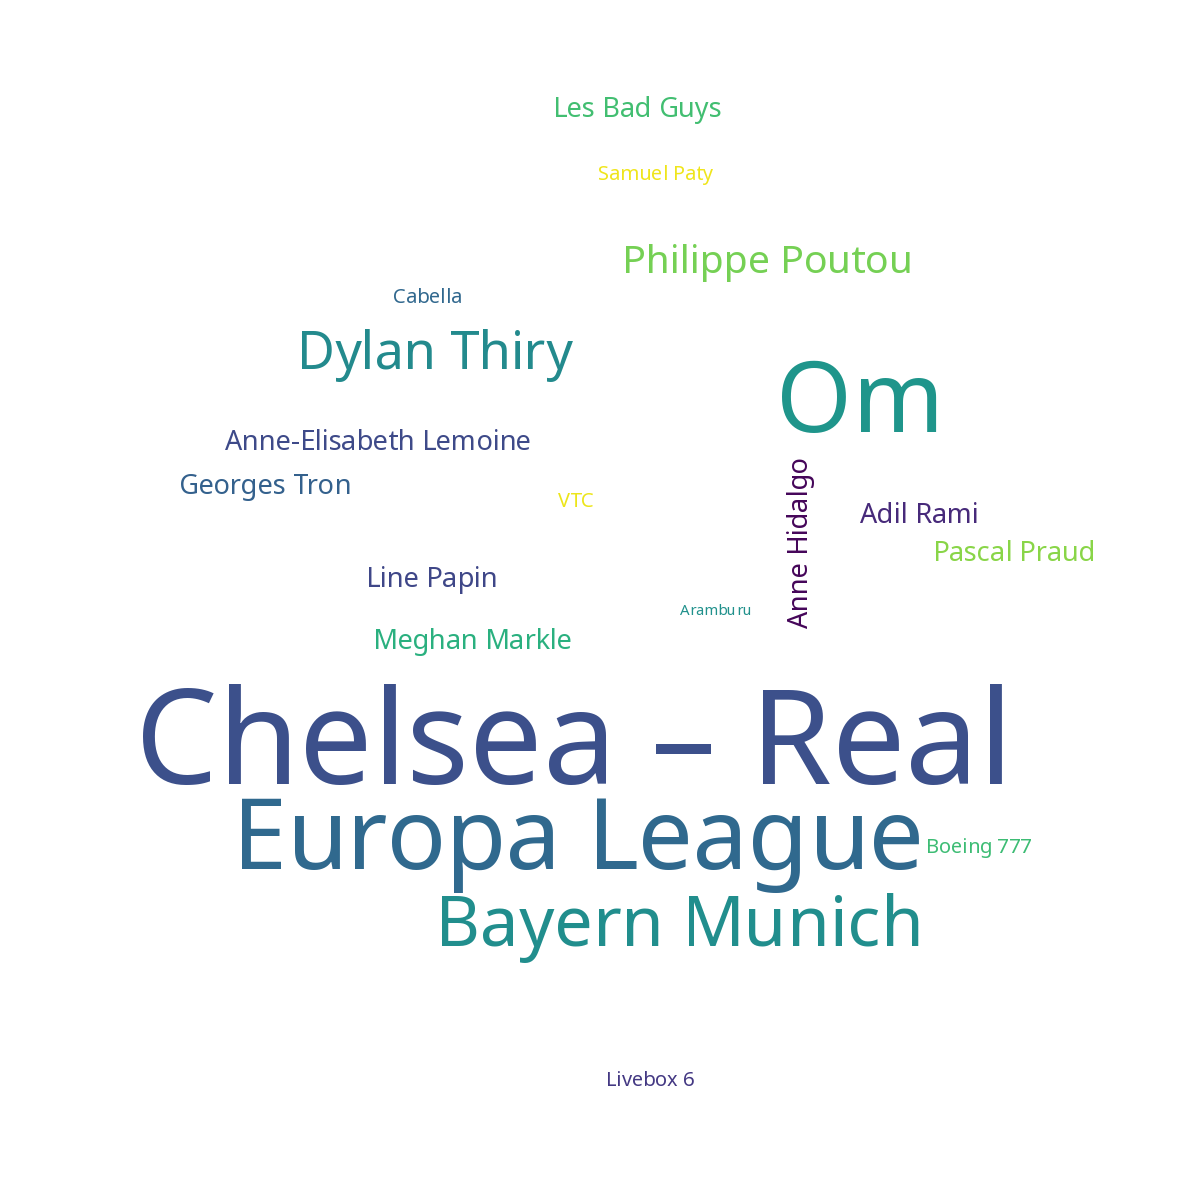 Les Bad Guys
Samuel Paty
Philippe Poutou
Cabella
Dylan Thiry
Om
Anne-Elisabeth Lemoine
Georges Tron
VTC
Anne Hidalgo
Adil Rami
Pascal Praud
Line Papin
Aramburu
Meghan Markle
Chelsea – Real
Europa League
Boeing 777
Bayern Munich
Livebox 6